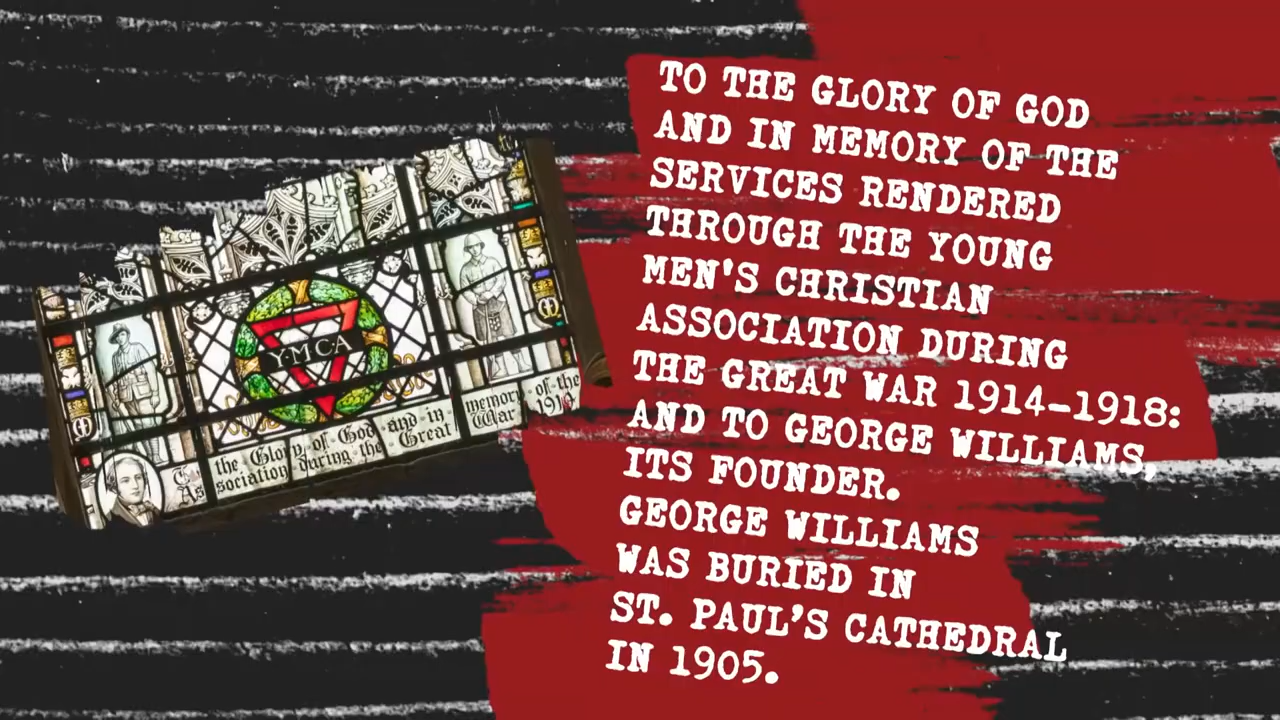 TO THE GLORY OF GOD
AND IN MEMORY OF THE
SERVICES RENDERED
THROUGH THE YOUNG
MEN'S CHRISTIAN
ASSOCIATION DURING
THE GREAT WAR 1914-1918:
AND TO GEORGE WILLIAMS,
ITS FOUNDER.
GEORGE WILLIAMS
WAS BURIED IN
ST. PAUL'S CATHEDRAL
IN 1905.
YMCA
the Glory of God and in memory of the
sociation during the Great War